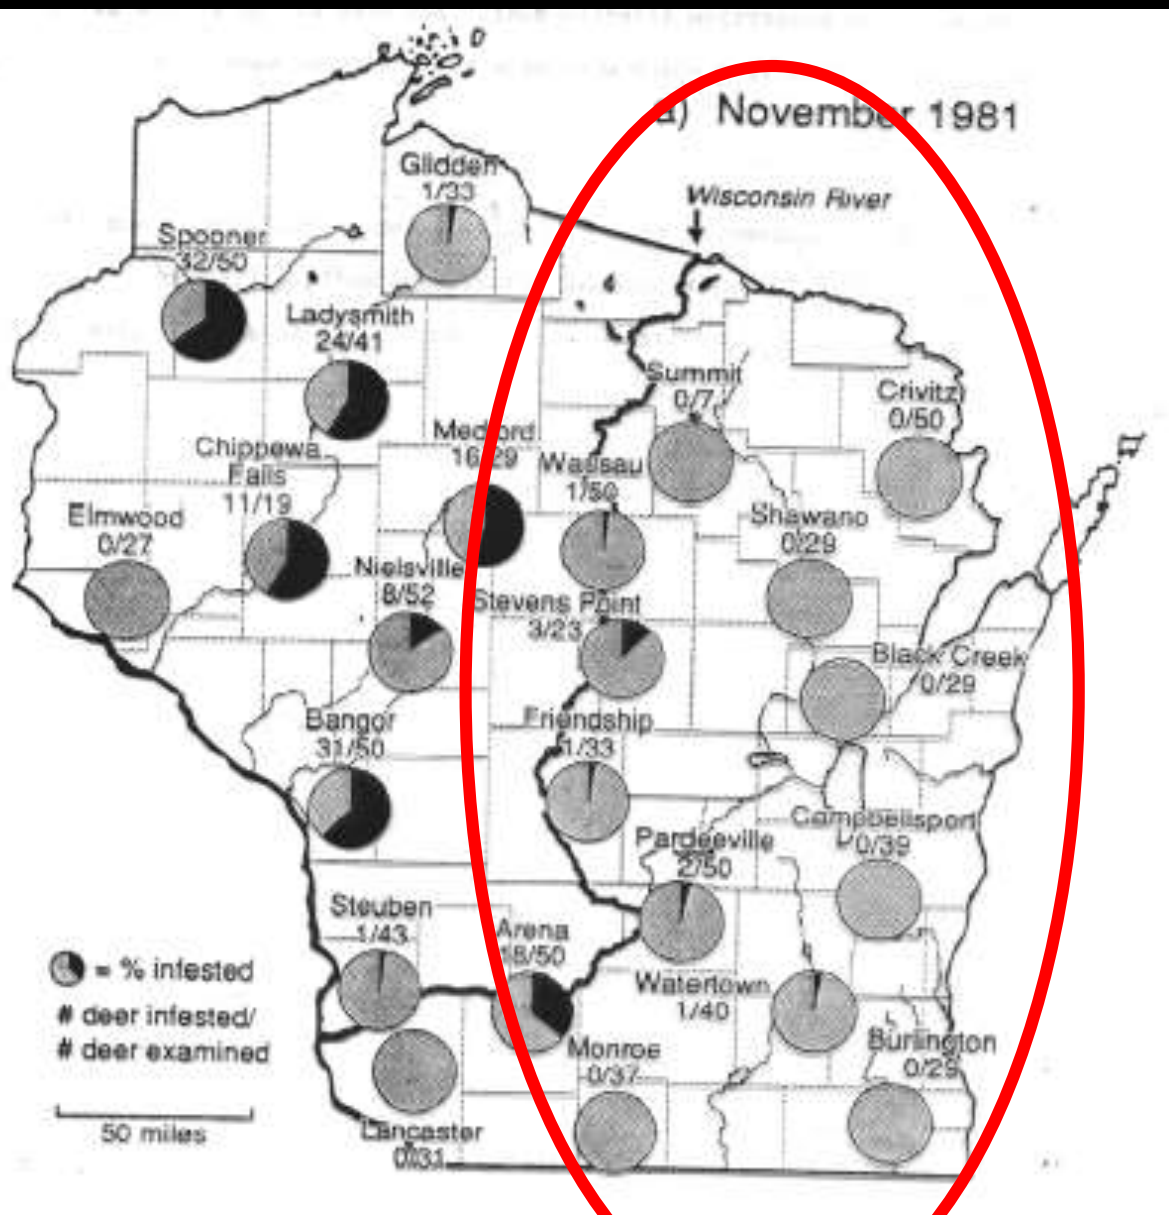 a) November 1981
Wisconsin River
Glidden
1/33
Spooner
32/50
Ladysmith
24/41
Summit
0/7
Crivitz
0/50
Medford
16/29
Chippewa
Falls
11/19
Wausau
1/50
Elmwood
0/27
Shawano
0/29
Nielsville
8/52
Stevens Point
3/23
Black Creek
0/29
Bangor
31/50
Friendship
1/33
Campbellsport
0/39
Pardeeville
2/50
Steuben
1/43
Arena
18/50
Watertown
1/40
Monroe
0/37
Burlington
0/29
Lancaster
0/31
= % infested
# deer infested/
# deer examined
50 miles